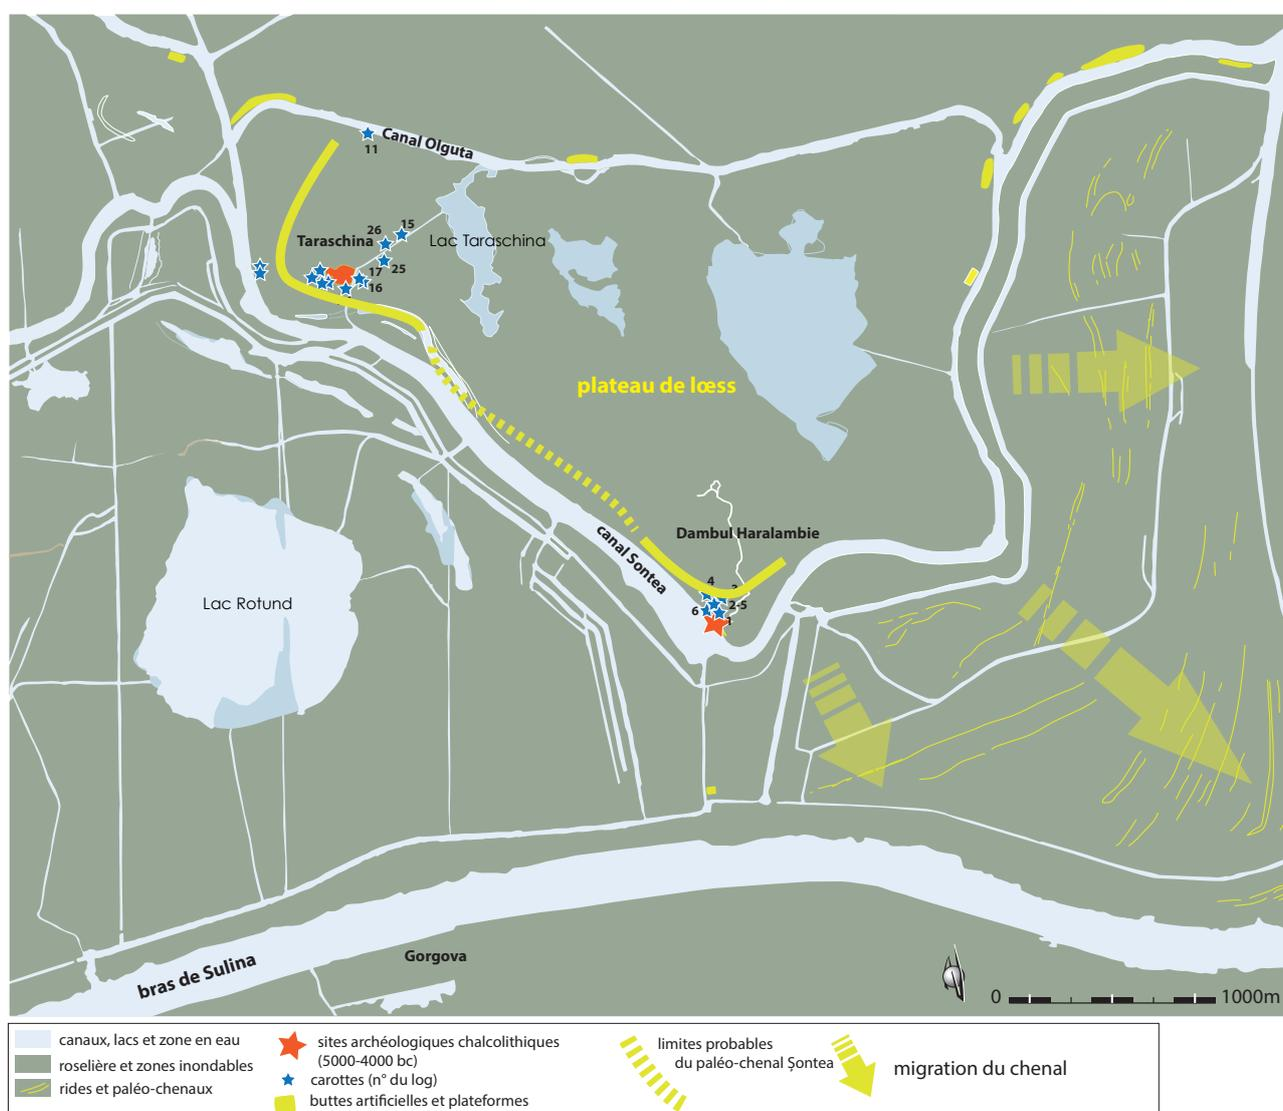 Canal Olguta
11
15
26
Taraschina
Lac Taraschina
25
17
16
plateau de lœss
Dambul Haralambie
canal Sontea
4
2-5
6
1
Lac Rotund
Gorgova
bras de Sulina
0
1000m
canaux, lacs et zone en eau
roselière et zones inondables
rides et paléo-chenaux
sites archéologiques chalcolithiques
(5000-4000 bc)
carottes (n° du log)
buttes artificielles et plateformes
limites probables
du paléo-chenal Șontea
migration du chenal